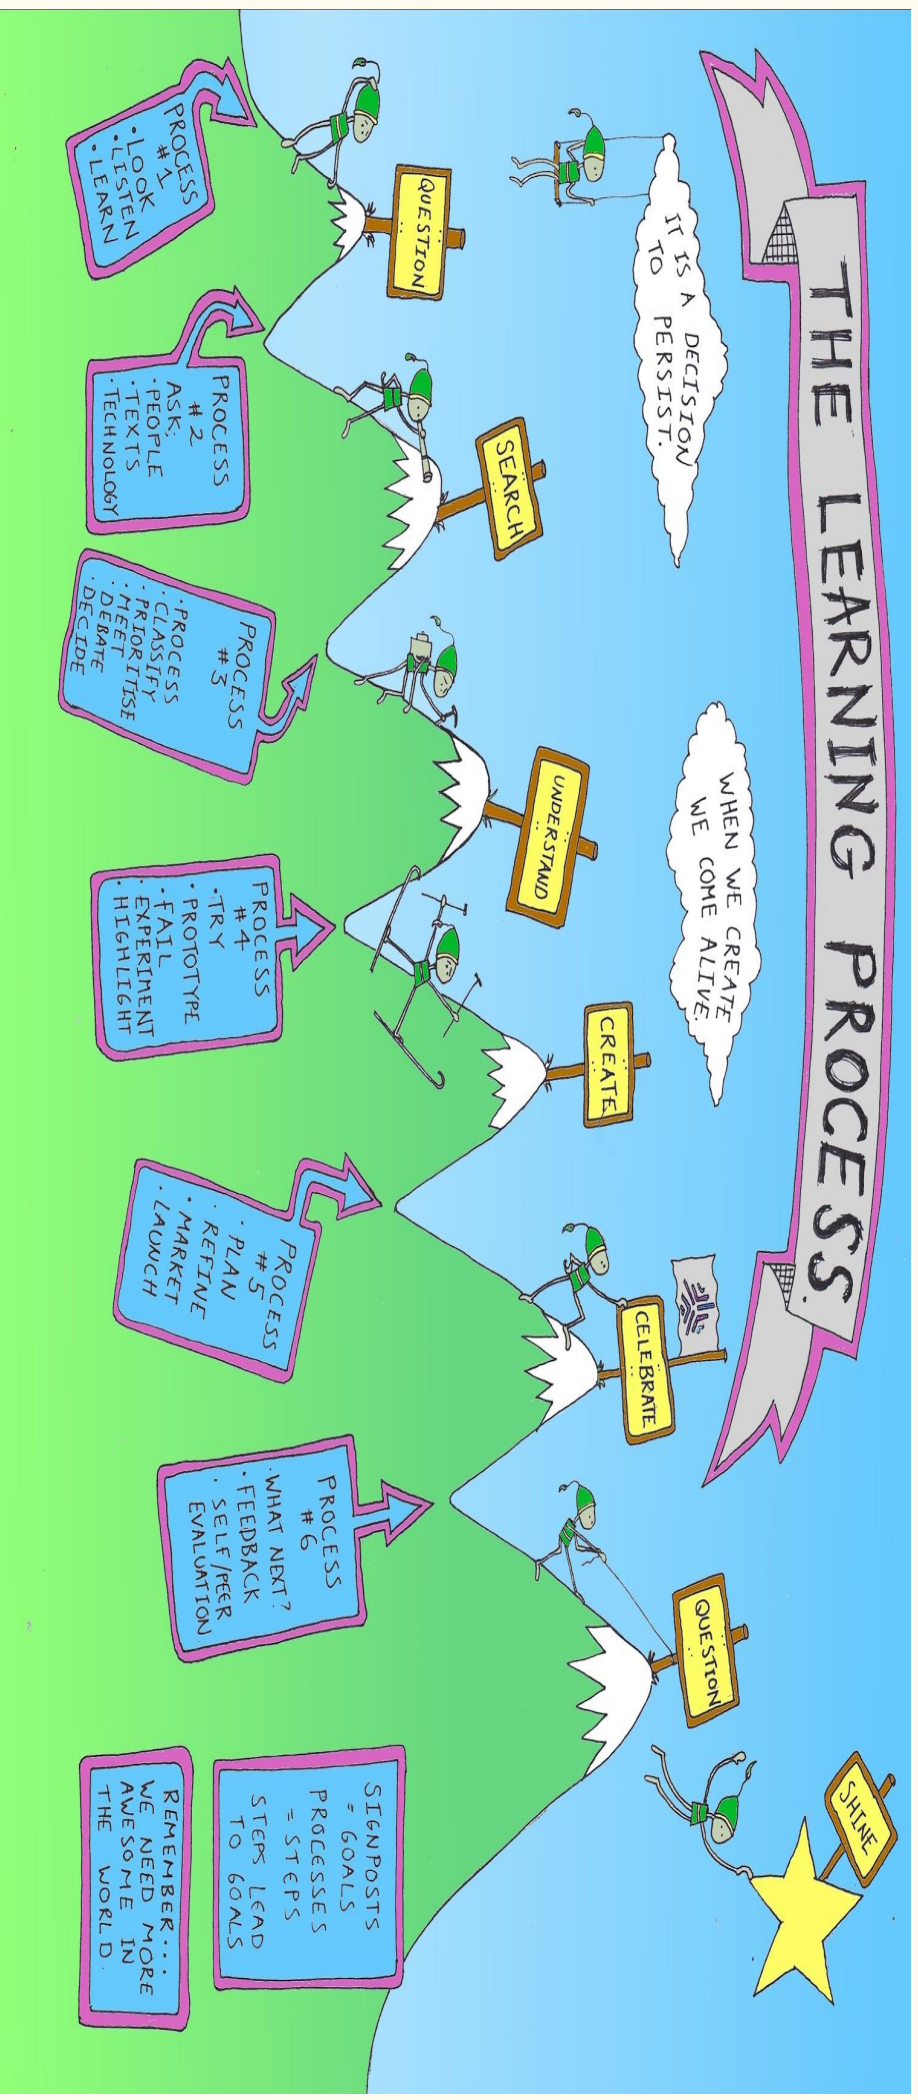 THE LEARNING PROCESS.
IT IS A DECISION
TO PERSIST.
WHEN WE CREATE
WE COME ALIVE.
QUESTION
SEARCH
UNDERSTAND
CREATE
CELEBRATE
QUESTION
SHINE
PROCESS
#1
• LOOK
• LISTEN
• LEARN
PROCESS
#2
ASK:
• PEOPLE
• TEXTS
• TECHNOLOGY
PROCESS
#3
• PROCESS
• CLASSIFY
• PRIORITISE
• MEET
• DEBATE
• DECIDE
PROCESS
#4
• TRY
• PROTOTYPE
• FAIL
• EXPERIMENT
• HIGHLIGHT
PROCESS
#5
• PLAN
• REFINE
• MARKET
• LAUNCH
PROCESS
#6
• WHAT NEXT?
• FEEDBACK
• SELF/PEER
EVALUATION
SIGNPOSTS
= GOALS
PROCESSES
= STEPS
STEPS LEAD
TO GOALS
REMEMBER...
WE NEED MORE
AWESOME IN
THE WORLD.